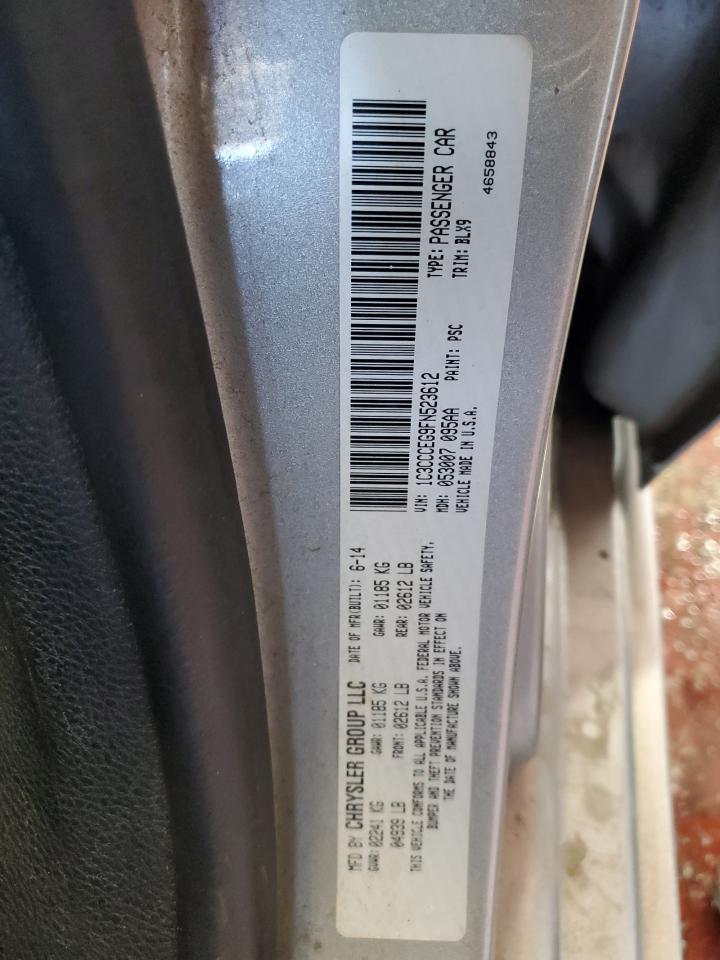 MFD BY CHRYSLER GROUP LLC DATE OF MFR(BUILT): 6-14
GVWR: 02241 KG GAWR: 01185 KG GAWR: 01185 KG
04939 LB FRONT: 02612 LB REAR: 02612 LB
THIS VEHICLE CONFORMS TO ALL APPLICABLE U.S.A. FEDERAL MOTOR VEHICLE SAFETY,
BUMPER AND THEFT PREVENTION STANDARDS IN EFFECT ON
THE DATE OF MANUFACTURE SHOWN ABOVE.
VIN: 1C3CCCEG9FN523612 TYPE: PASSENGER CAR
MDH: 053007 095AA PAINT: PSC TRIM: BLX9
VEHICLE MADE IN U.S.A.
4658843